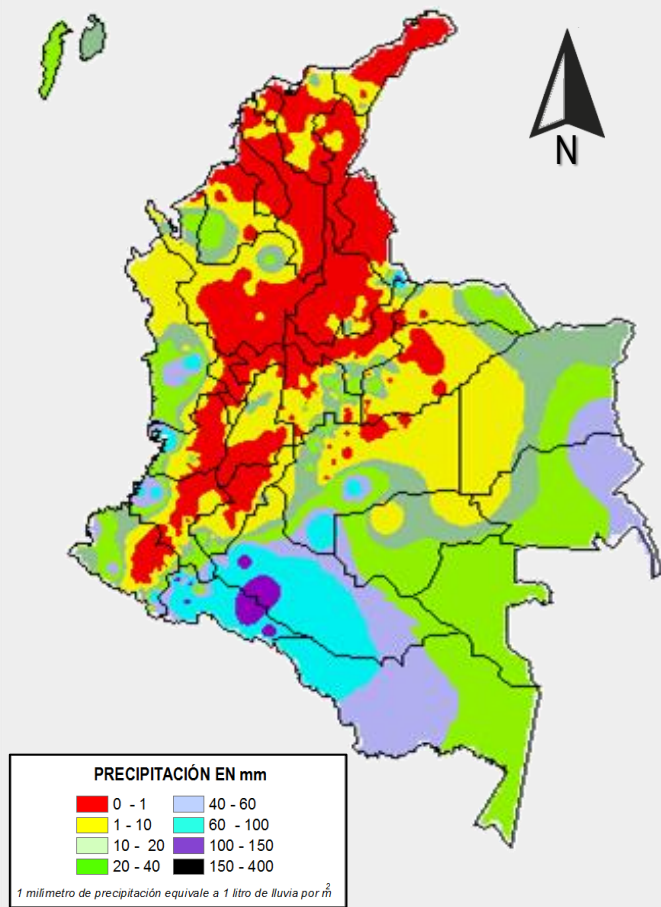 N
PRECIPITACIÓN EN mm
0 - 1
40 - 60
1 - 10
60 - 100
10 - 20
100 - 150
20 - 40
150 - 400
1 milimetro de precipitación equivale a 1 litro de lluvia por m²